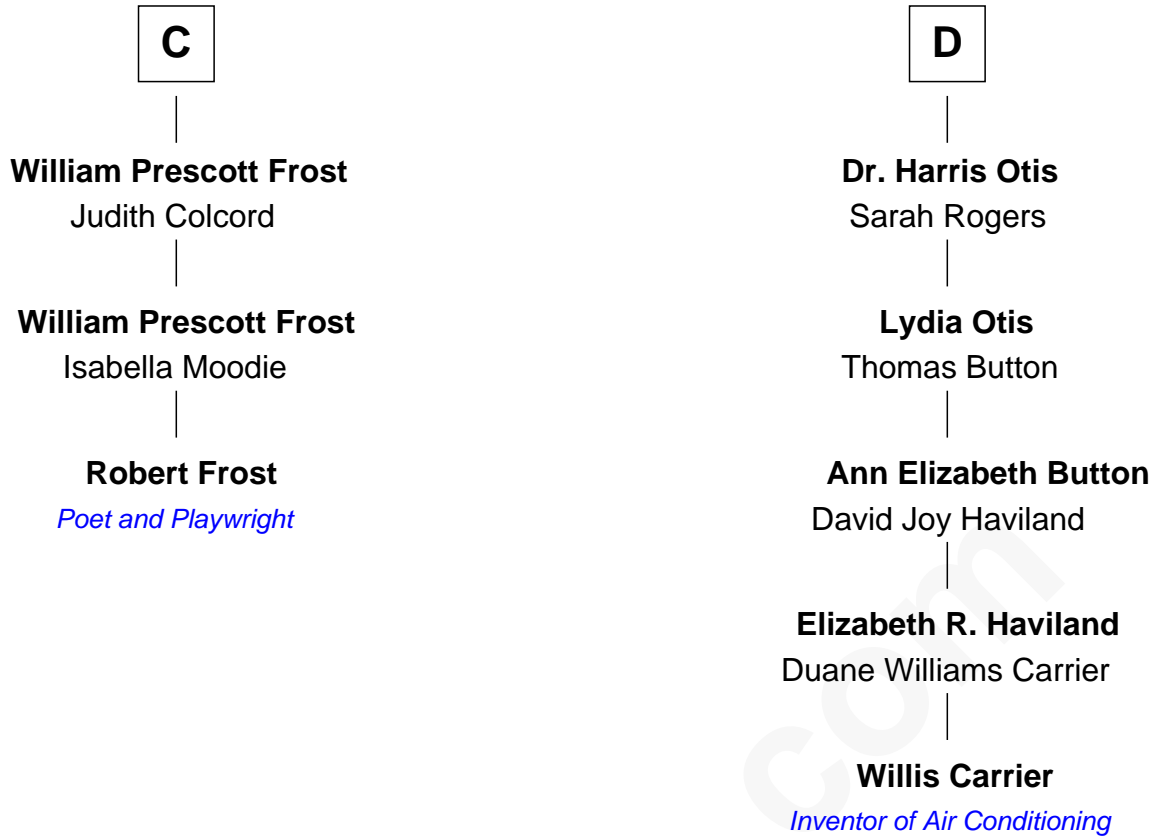 C
William Prescott Frost
Judith Colcord
William Prescott Frost
Isabella Moodie
Robert Frost
Poet and Playwright
D
Dr. Harris Otis
Sarah Rogers
Lydia Otis
Thomas Button
Ann Elizabeth Button
David Joy Haviland
Elizabeth R. Haviland
Duane Williams Carrier
Willis Carrier
Inventor of Air Conditioning
com